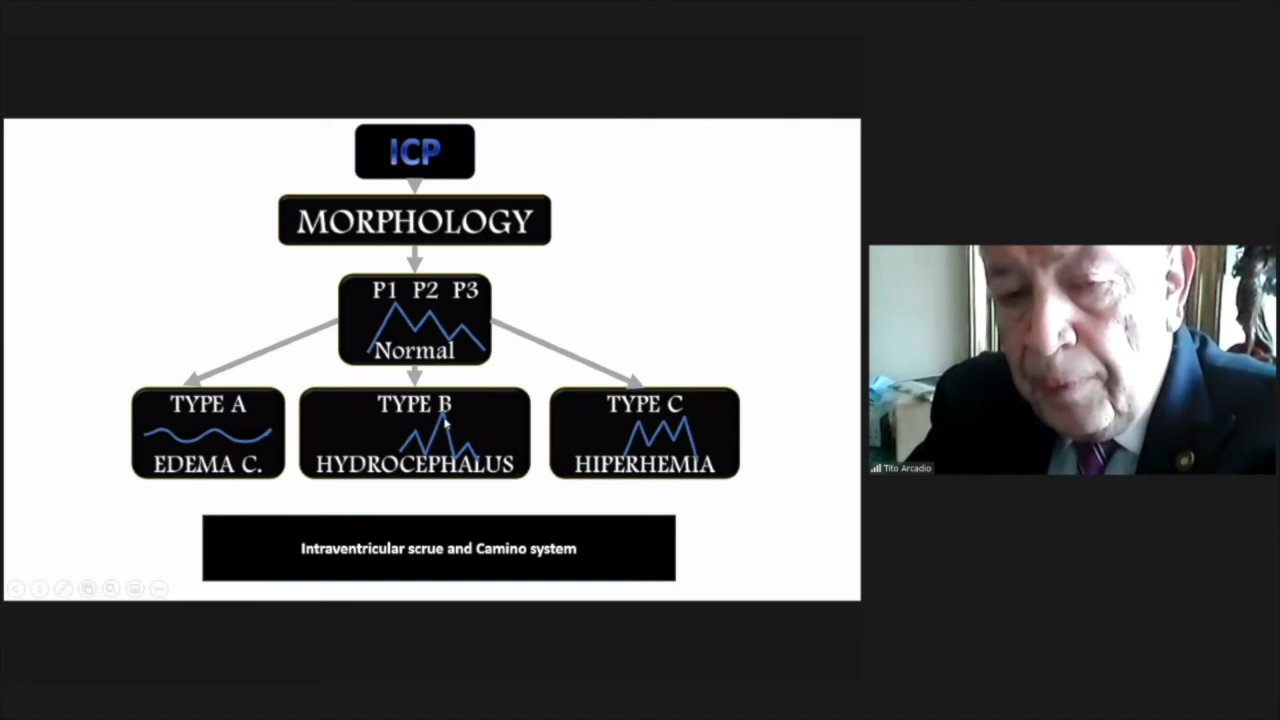 ICP
MORPHOLOGY
P1 P2 P3
Normal
TYPE A
EDEMA C.
TYPE B
HYDROCEPHALUS
TYPE C
HIPERHEMIA
Intraventricular scrue and Camino system
Tito Arcadio